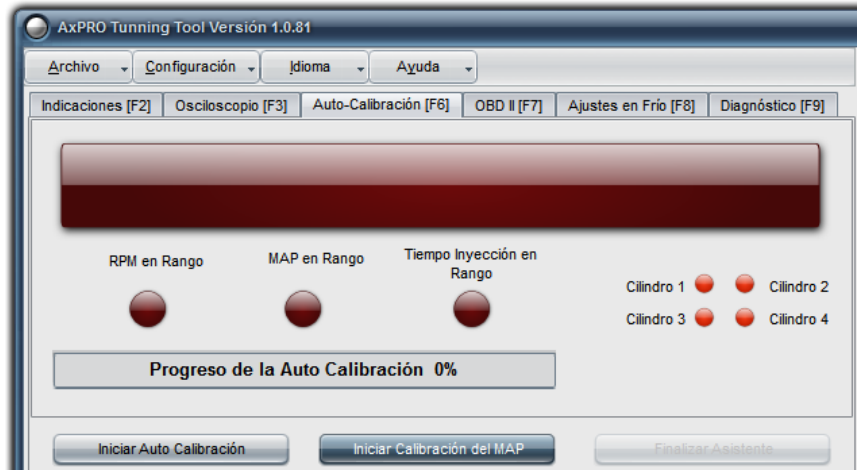 AxPRO Tunning Tool Versión 1.0.81
Archivo Configuración Idioma Ayuda
Indicaciones [F2] Osciloscopio [F3] Auto-Calibración [F6] OBD II [F7] Ajustes en Frío [F8] Diagnóstico [F9]
RPM en Rango MAP en Rango Tiempo Inyección en
Rango
Cilindro 1 Cilindro 2
Cilindro 3 Cilindro 4
Progreso de la Auto Calibración 0%
Iniciar Auto Calibración Iniciar Calibración del MAP Finalizar Asistente